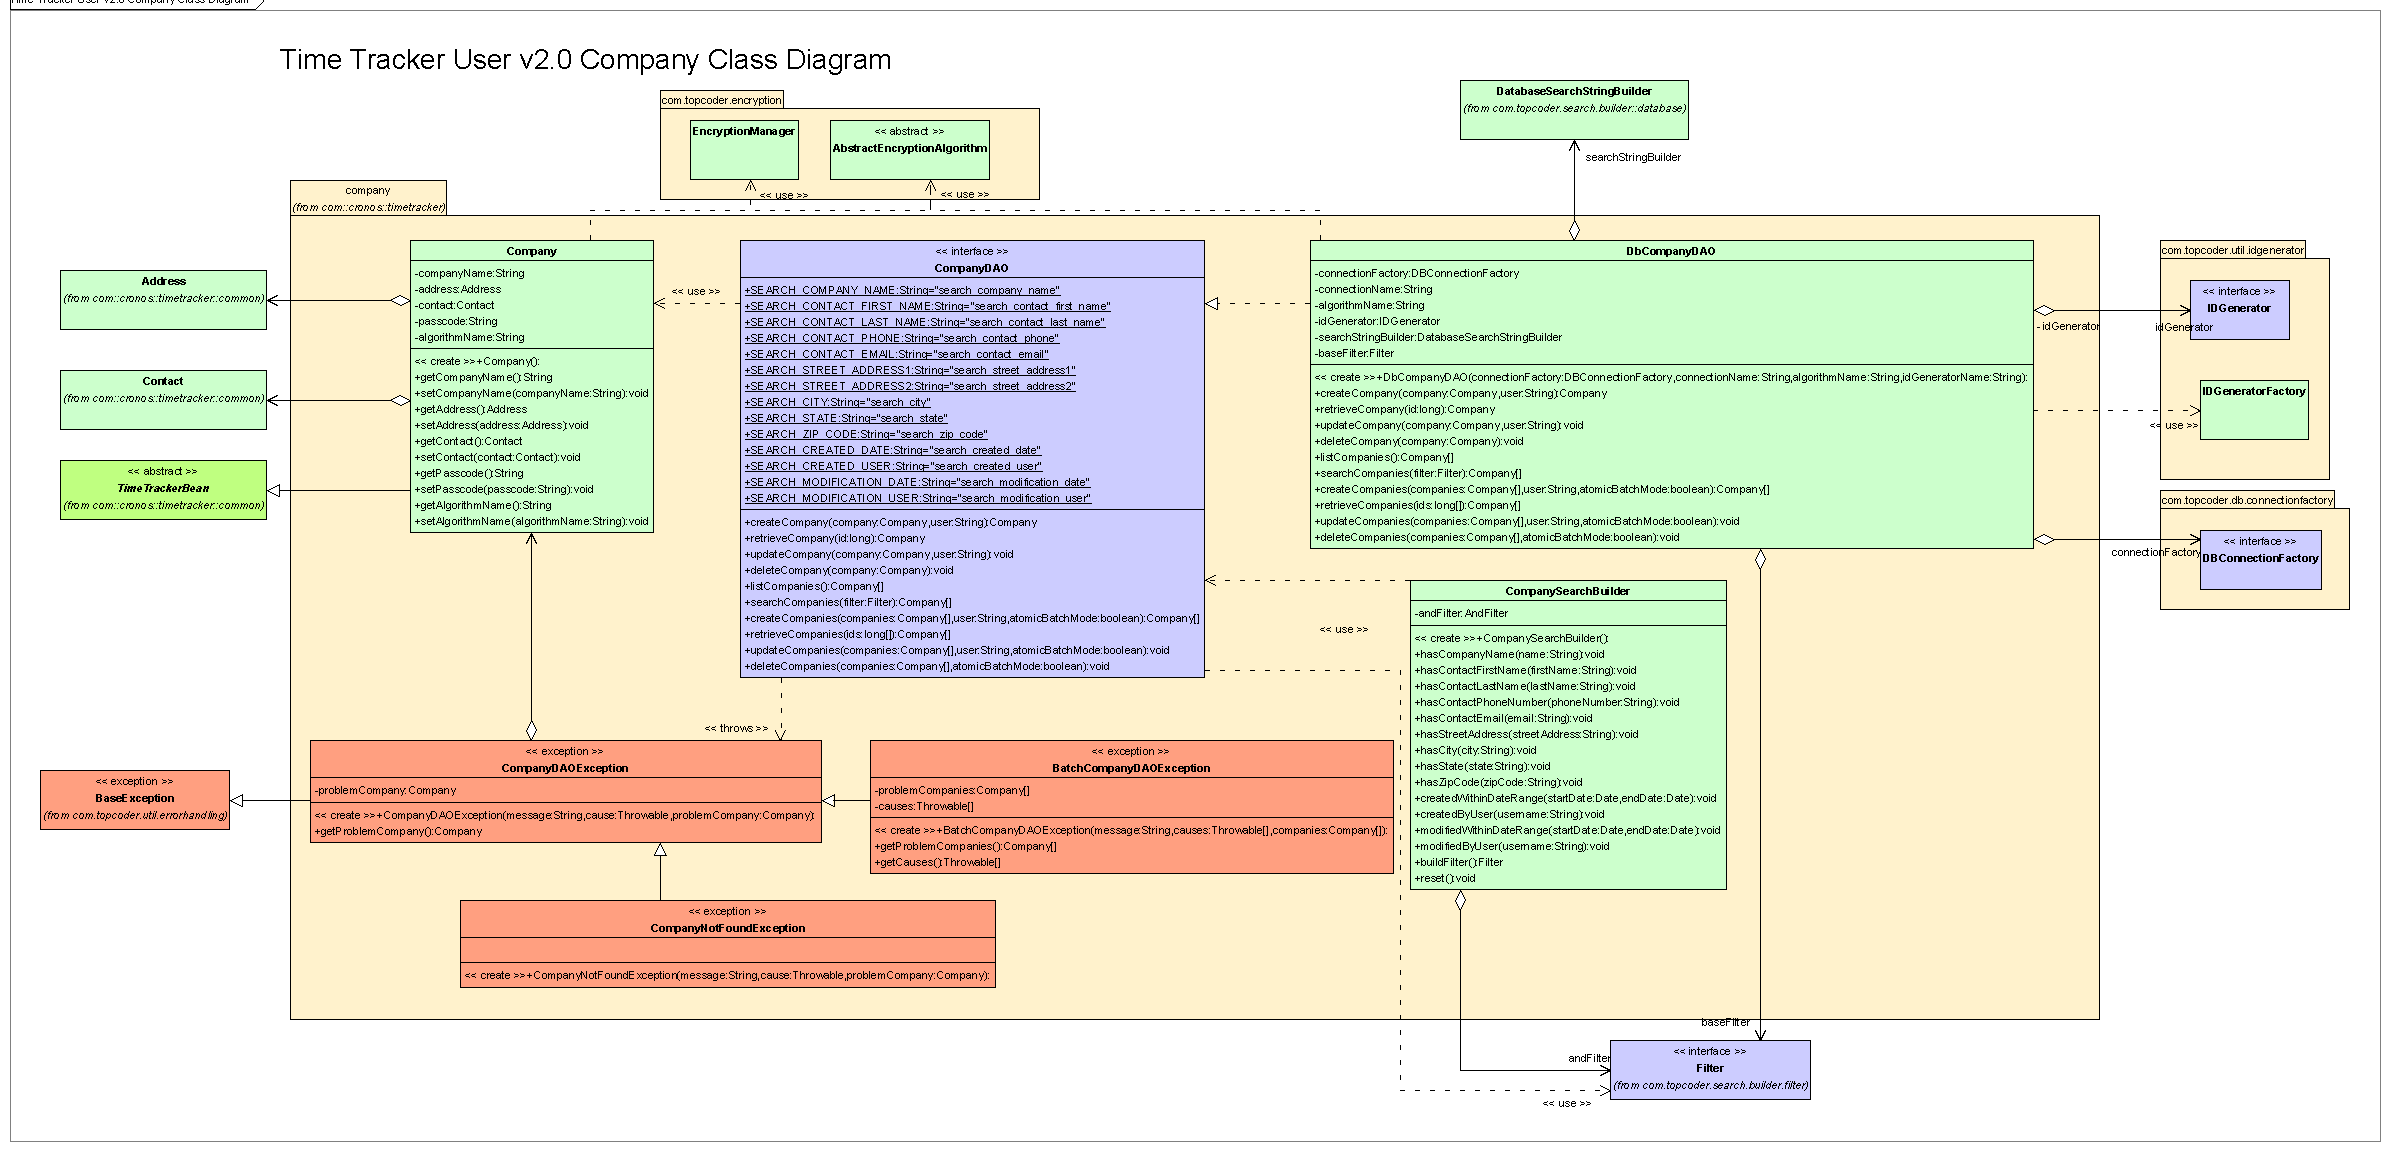 Time Tracker User v2.0 Company Class Diagram
Time Tracker User v2.0 Company Class Diagram
com.topcoder.encryption
EncryptionManager
<< abstract >>
AbstractEncryptionAlgorithm
<< use >>
<< use >>
DatabaseSearchStringBuilder
(from com.topcoder.search.builder::database)
searchStringBuilder
company
(from com::cronos::timetracker)
Address
(from com::cronos::timetracker::common)
Contact
(from com::cronos::timetracker::common)
<< abstract >>
TimeTrackerBean
(from com::cronos::timetracker::common)
Company
-companyName:String
-address:Address
-contact:Contact
-passcode:String
-algorithmName:String
<< create >>+Company():
+getCompanyName():String
+setCompanyName(companyName:String):void
+getAddress():Address
+setAddress(address:Address):void
+getContact():Contact
+setContact(contact:Contact):void
+getPasscode():String
+setPasscode(passcode:String):void
+getAlgorithmName():String
+setAlgorithmName(algorithmName:String):void
<< use >>
<< interface >>
CompanyDAO
+SEARCH_COMPANY_NAME:String="search_company_name"
+SEARCH_CONTACT_FIRST_NAME:String="search_contact_first_name"
+SEARCH_CONTACT_LAST_NAME:String="search_contact_last_name"
+SEARCH_CONTACT_PHONE:String="search_contact_phone"
+SEARCH_CONTACT_EMAIL:String="search_contact_email"
+SEARCH_STREET_ADDRESS1:String="search_street_address1"
+SEARCH_STREET_ADDRESS2:String="search_street_address2"
+SEARCH_CITY:String="search_city"
+SEARCH_STATE:String="search_state"
+SEARCH_ZIP_CODE:String="search_zip_code"
+SEARCH_CREATED_DATE:String="search_created_date"
+SEARCH_CREATED_USER:String="search_created_user"
+SEARCH_MODIFICATION_DATE:String="search_modification_date"
+SEARCH_MODIFICATION_USER:String="search_modification_user"
+createCompany(company:Company,user:String):Company
+retrieveCompany(id:long):Company
+updateCompany(company:Company,user:String):void
+deleteCompany(company:Company):void
+listCompanies():Company[]
+searchCompanies(filter:Filter):Company[]
+createCompanies(companies:Company[],user:String,atomicBatchMode:boolean):Company[]
+retrieveCompanies(ids:long[]):Company[]
+updateCompanies(companies:Company[],user:String,atomicBatchMode:boolean):void
+deleteCompanies(companies:Company[],atomicBatchMode:boolean):void
DbCompanyDAO
-connectionFactory:DBConnectionFactory
-connectionName:String
-algorithmName:String
-idGenerator:IDGenerator
-searchStringBuilder:DatabaseSearchStringBuilder
-baseFilter:Filter
<< create >>+DbCompanyDAO(connectionFactory:DBConnectionFactory,connectionName:String,algorithmName:String,idGeneratorName:String):
+createCompany(company:Company,user:String):Company
+retrieveCompany(id:long):Company
+updateCompany(company:Company,user:String):void
+deleteCompany(company:Company):void
+listCompanies():Company[]
+searchCompanies(filter:Filter):Company[]
+createCompanies(companies:Company[],user:String,atomicBatchMode:boolean):Company[]
+retrieveCompanies(ids:long[]):Company[]
+updateCompanies(companies:Company[],user:String,atomicBatchMode:boolean):void
+deleteCompanies(companies:Company[],atomicBatchMode:boolean):void
com.topcoder.util.idgenerator
<< interface >>
IDGenerator
-idGenerator
idGenerator
IDGeneratorFactory
<< use >>
com.topcoder.db.connectionfactory
<< interface >>
DBConnectionFactory
connectionFactory
<< use >>
CompanySearchBuilder
-andFilter:AndFilter
<< create >>+CompanySearchBuilder():
+hasCompanyName(name:String):void
+hasContactFirstName(firstName:String):void
+hasContactLastName(lastName:String):void
+hasContactPhoneNumber(phoneNumber:String):void
+hasContactEmail(email:String):void
+hasStreetAddress(streetAddress:String):void
+hasCity(city:String):void
+hasState(state:String):void
+hasZipCode(zipCode:String):void
+createdWithinDateRange(startDate:Date,endDate:Date):void
+createdByUser(username:String):void
+modifiedWithinDateRange(startDate:Date,endDate:Date):void
+modifiedByUser(username:String):void
+buildFilter():Filter
+reset():void
<< throws >>
<< exception >>
BaseException
(from com.topcoder.util.errorhandling)
<< exception >>
CompanyDAOException
-problemCompany:Company
<< create >>+CompanyDAOException(message:String,cause:Throwable,problemCompany:Company):
+getProblemCompany():Company
<< exception >>
BatchCompanyDAOException
-problemCompanies:Company[]
-causes:Throwable[]
<< create >>+BatchCompanyDAOException(message:String,causes:Throwable[],companies:Company[]):
+getProblemCompanies():Company[]
+getCauses():Throwable[]
<< exception >>
CompanyNotFoundException
<< create >>+CompanyNotFoundException(message:String,cause:Throwable,problemCompany:Company):
baseFilter
andFilter
<< interface >>
Filter
(from com.topcoder.search.builder.filter)
<< use >>